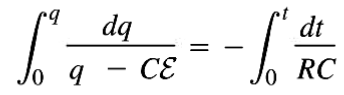 ∫₀^q dq / (q − Cℰ) = − ∫₀^t dt / RC